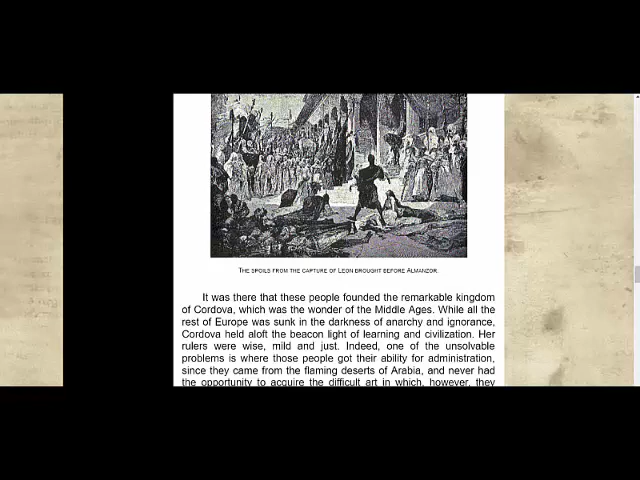 THE SPOILS FROM THE CAPTURE OF LEON BROUGHT BEFORE ALMANZOR.
It was there that these people founded the remarkable kingdom
of Cordova, which was the wonder of the Middle Ages. While all the
rest of Europe was sunk in the darkness of anarchy and ignorance,
Cordova held aloft the beacon light of learning and civilization. Her
rulers were wise, mild and just. Indeed, one of the unsolvable
problems is where those people got their ability for administration,
since they came from the flaming deserts of Arabia, and never had
the opportunity to acquire the difficult art in which, however, they